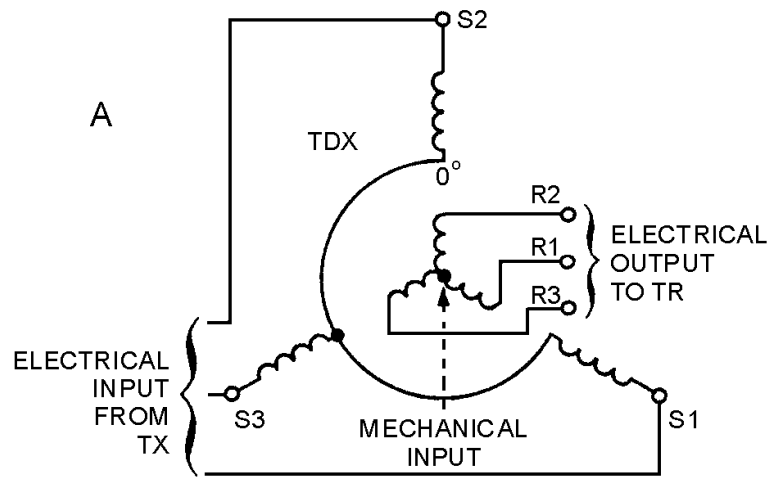 S2
A
TDX
0°
R2
R1
R3
ELECTRICAL
OUTPUT
TO TR
ELECTRICAL
INPUT
FROM
TX
S3
MECHANICAL
INPUT
S1